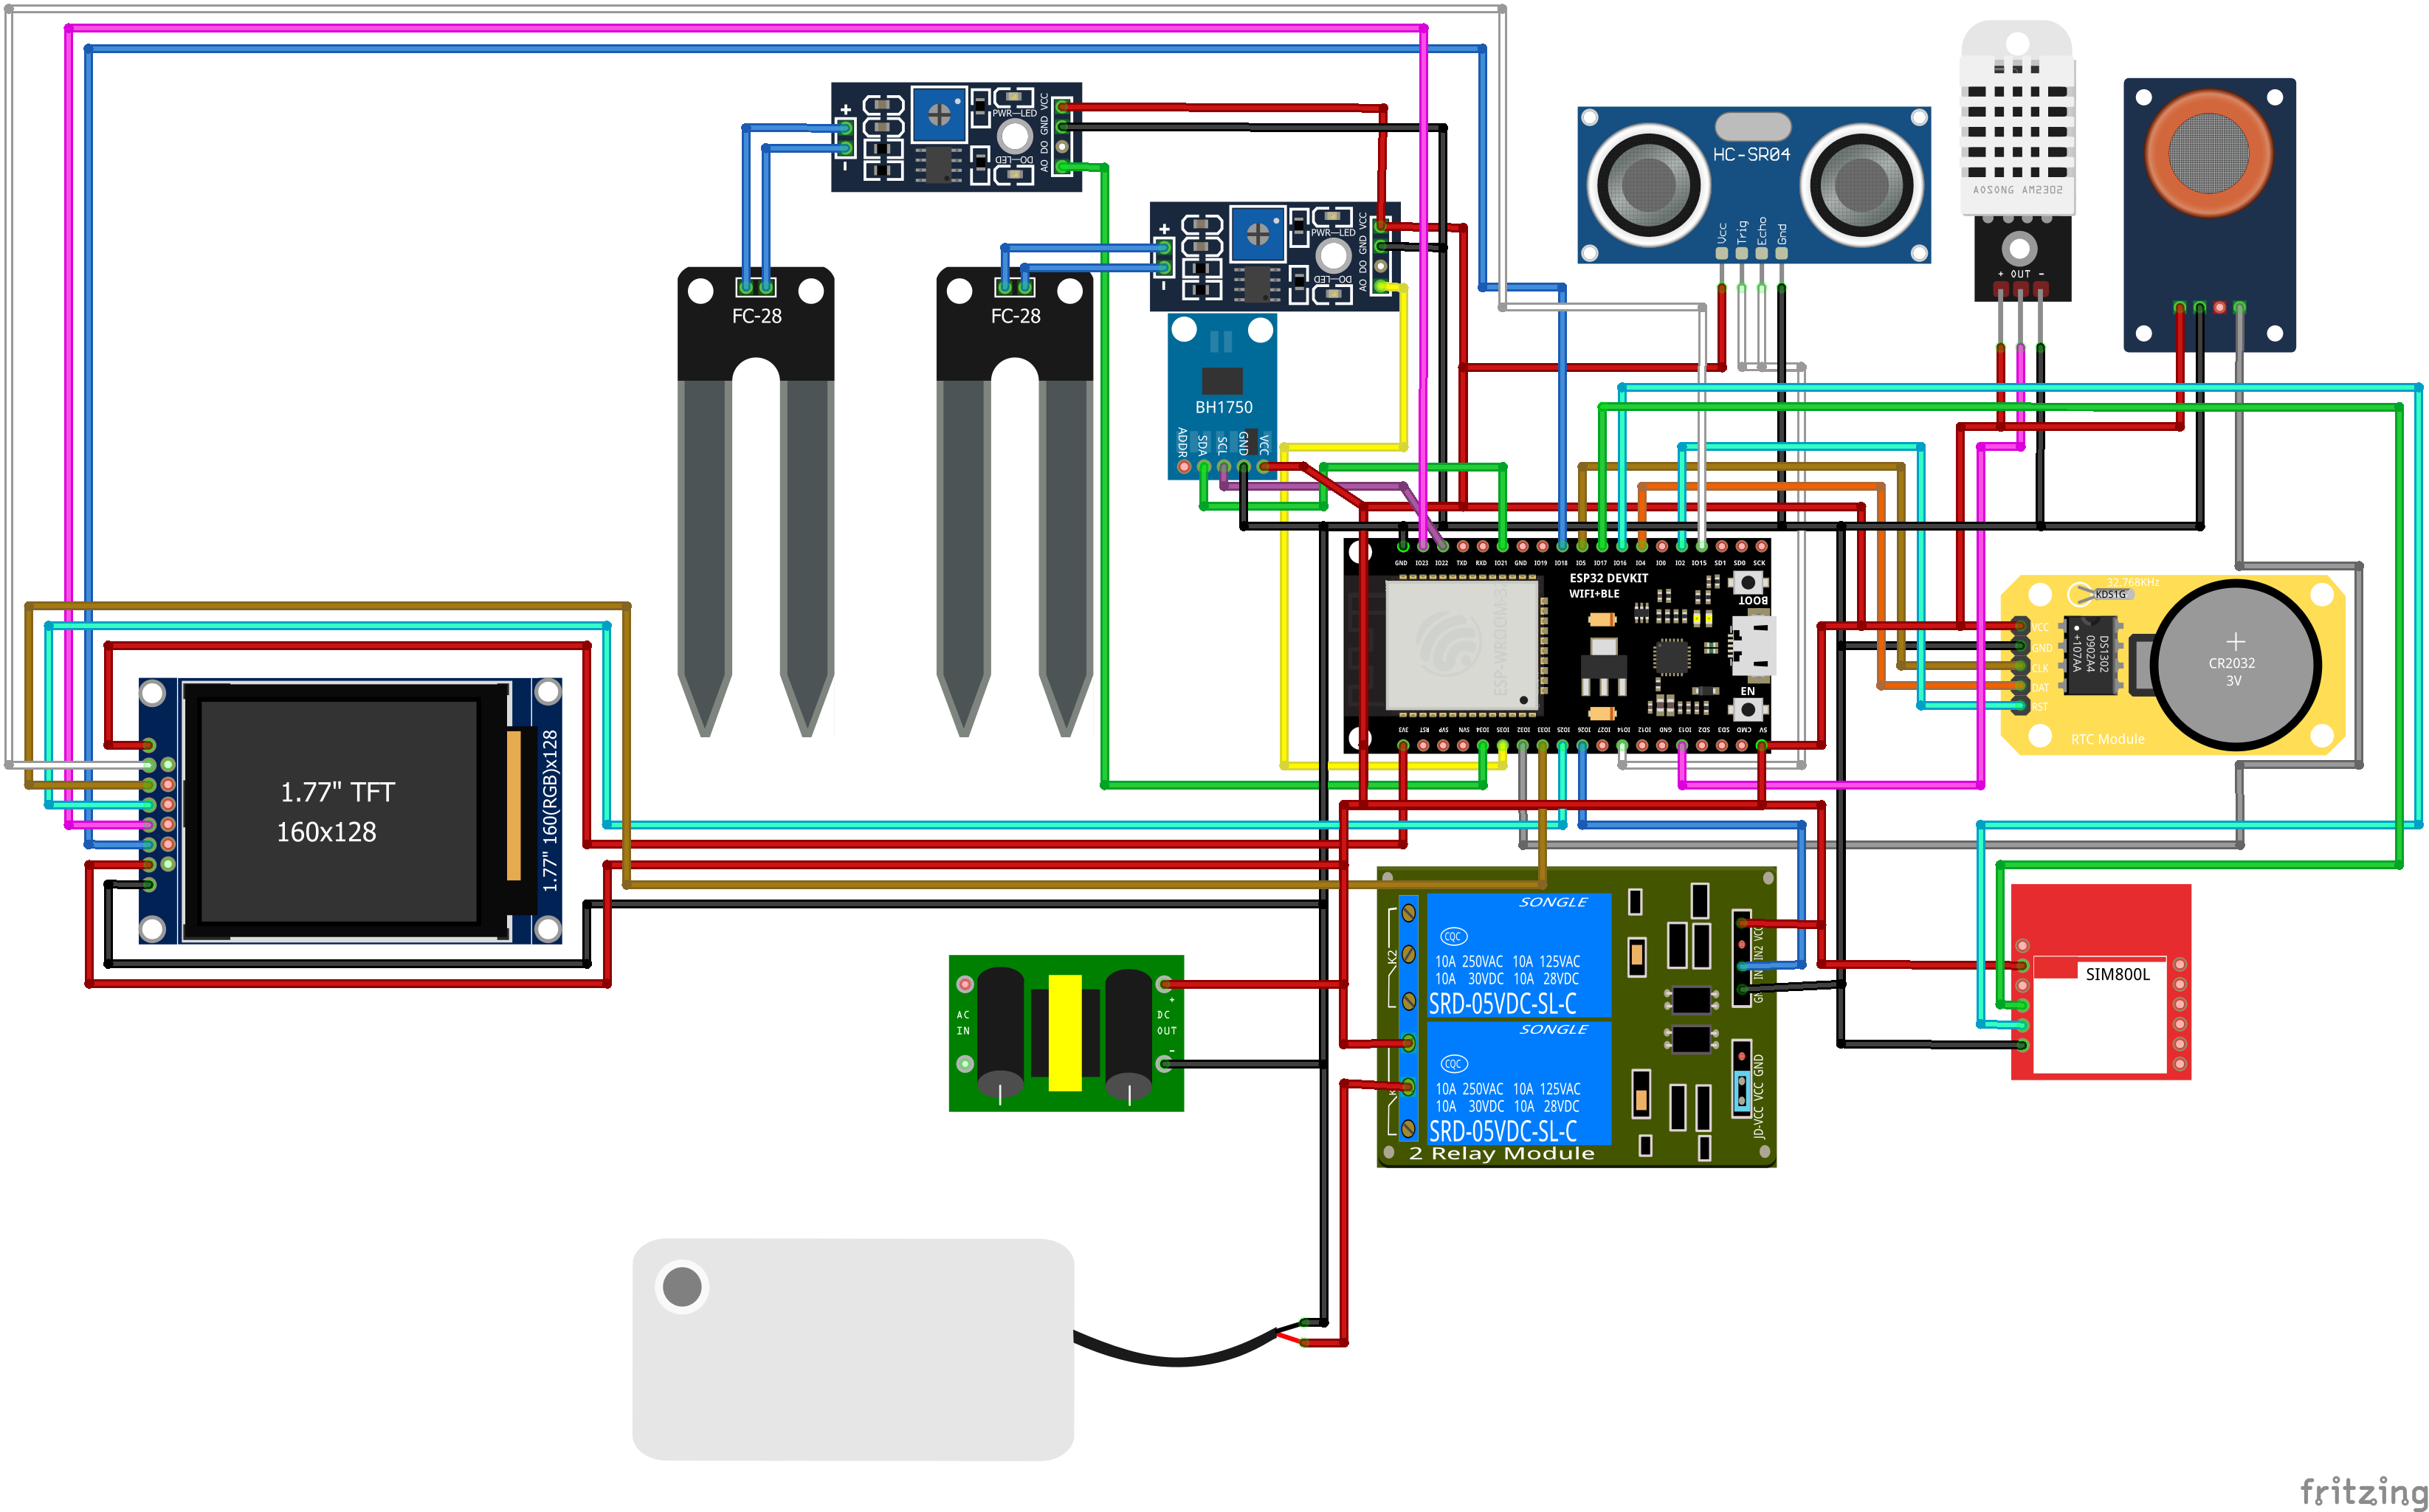 +
-
PWR-LED
DO-LED
VCC
GND
DO
AO
+
-
PWR-LED
DO-LED
VCC
GND
DO
AO
HC-SR04
Vcc
Trig
Echo
Gnd
AOSONG AM2302
+ OUT -
FC-28
FC-28
BH1750
ADDR
SDA
SCL
GND
VCC
GND IO23 IO22 TXD RXD IO21 GND IO19 IO18 IO5 IO17 IO16 IO4 IO0 IO2 IO15 SD1 SD0 SCK
ESP32 DEVKIT
WIFI+BLE
BOOT
ESP-WROOM-3
EN
3V3 RST SVP SVN IO34 IO35 IO32 IO33 IO25 IO26 IO27 IO14 IO12 GND IO13 SD2 SD3 CMD 5V
32.768KHz
KDS1G
VCC
GND
CLK
DAT
RST
DS1302
0902A4
+107AA
CR2032
3V
RTC Module
1.77" TFT
160x128
1.77" 160(RGB)x128
AC
IN
DC
OUT
+
-
K2
SONGLE
CQC
10A 250VAC 10A 125VAC
10A 30VDC 10A 28VDC
SRD-05VDC-SL-C
SONGLE
CQC
10A 250VAC 10A 125VAC
10A 30VDC 10A 28VDC
SRD-05VDC-SL-C
2 Relay Module
IN2 VCC
JD-VCC VCC GND
SIM800L
fritzing